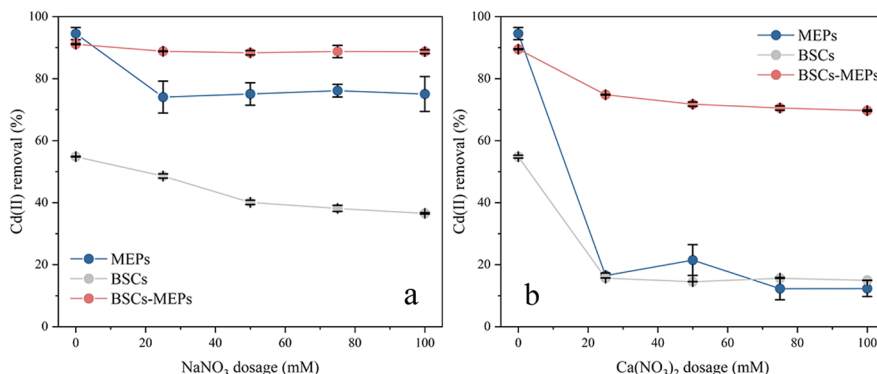 100
80
60
40
20
0
Cd(II) removal (%)
MEPs
BSCs
BSCs-MEPs
a
0 20 40 60 80 100
NaNO3 dosage (mM)
100
80
60
40
20
0
Cd(II) removal (%)
MEPs
BSCs
BSCs-MEPs
b
0 20 40 60 80 100
Ca(NO3)2 dosage (mM)